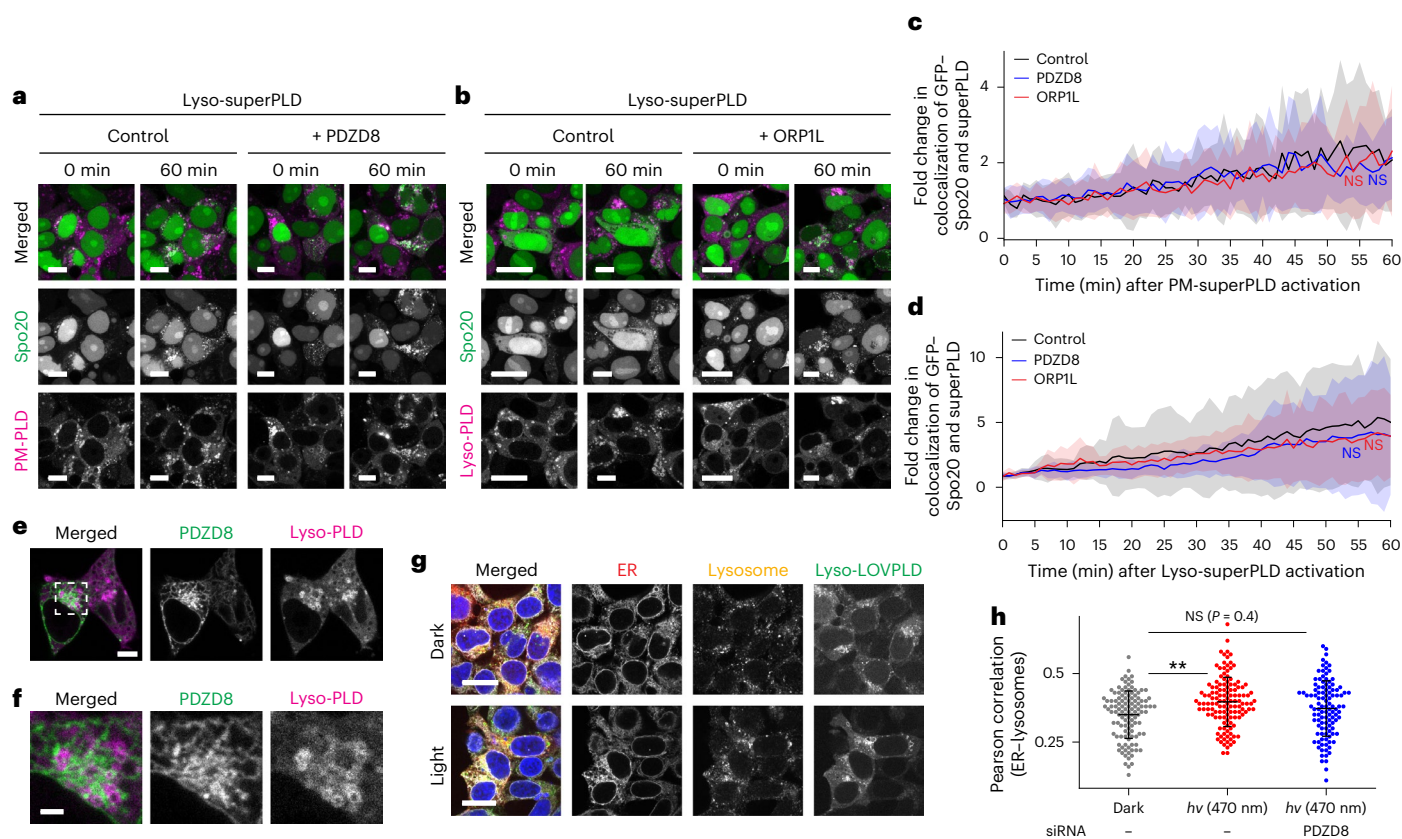 a
Lyso-superPLD
Control + PDZD8
0 min 60 min 0 min 60 min
Merged
Spo20
PM-PLD
b
Lyso-superPLD
Control + ORP1L
0 min 60 min 0 min 60 min
Merged
Spo20
Lyso-PLD
c
Fold change in
colocalization of GFP–
Spo20 and superPLD
4
2
0
Control
PDZD8
ORP1L
NS NS
0 5 10 15 20 25 30 35 40 45 50 55 60
Time (min) after PM-superPLD activation
d
Fold change in
colocalization of GFP–
Spo20 and superPLD
10
5
0
Control
PDZD8
ORP1L
NS
NS
0 5 10 15 20 25 30 35 40 45 50 55 60
Time (min) after Lyso-superPLD activation
e
Merged PDZD8 Lyso-PLD
f
Merged PDZD8 Lyso-PLD
g
Merged ER Lysosome Lyso-LOVPLD
Dark
Light
h
NS (P = 0.4)
**
Pearson correlation
(ER–lysosomes)
0.5
0.25
Dark hv (470 nm) hv (470 nm)
siRNA – – PDZD8